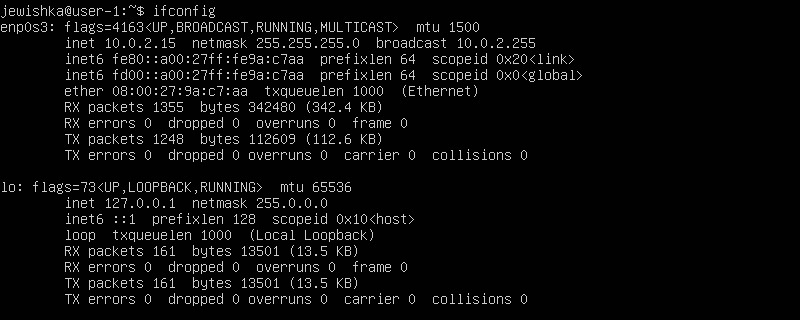 jewishka@user-1:~$ ifconfig
enp0s3: flags=4163<UP,BROADCAST,RUNNING,MULTICAST>  mtu 1500
        inet 10.0.2.15  netmask 255.255.255.0  broadcast 10.0.2.255
        inet6 fe80::a00:27ff:fe9a:c7aa  prefixlen 64  scopeid 0x20<link>
        inet6 fd00::a00:27ff:fe9a:c7aa  prefixlen 64  scopeid 0x0<global>
        ether 08:00:27:9a:c7:aa  txqueuelen 1000  (Ethernet)
        RX packets 1355  bytes 342480 (342.4 KB)
        RX errors 0  dropped 0  overruns 0  frame 0
        TX packets 1248  bytes 112609 (112.6 KB)
        TX errors 0  dropped 0 overruns 0  carrier 0  collisions 0
lo: flags=73<UP,LOOPBACK,RUNNING>  mtu 65536
        inet 127.0.0.1  netmask 255.0.0.0
        inet6 ::1  prefixlen 128  scopeid 0x10<host>
        loop  txqueuelen 1000  (Local Loopback)
        RX packets 161  bytes 13501 (13.5 KB)
        RX errors 0  dropped 0  overruns 0  frame 0
        TX packets 161  bytes 13501 (13.5 KB)
        TX errors 0  dropped 0 overruns 0  carrier 0  collisions 0